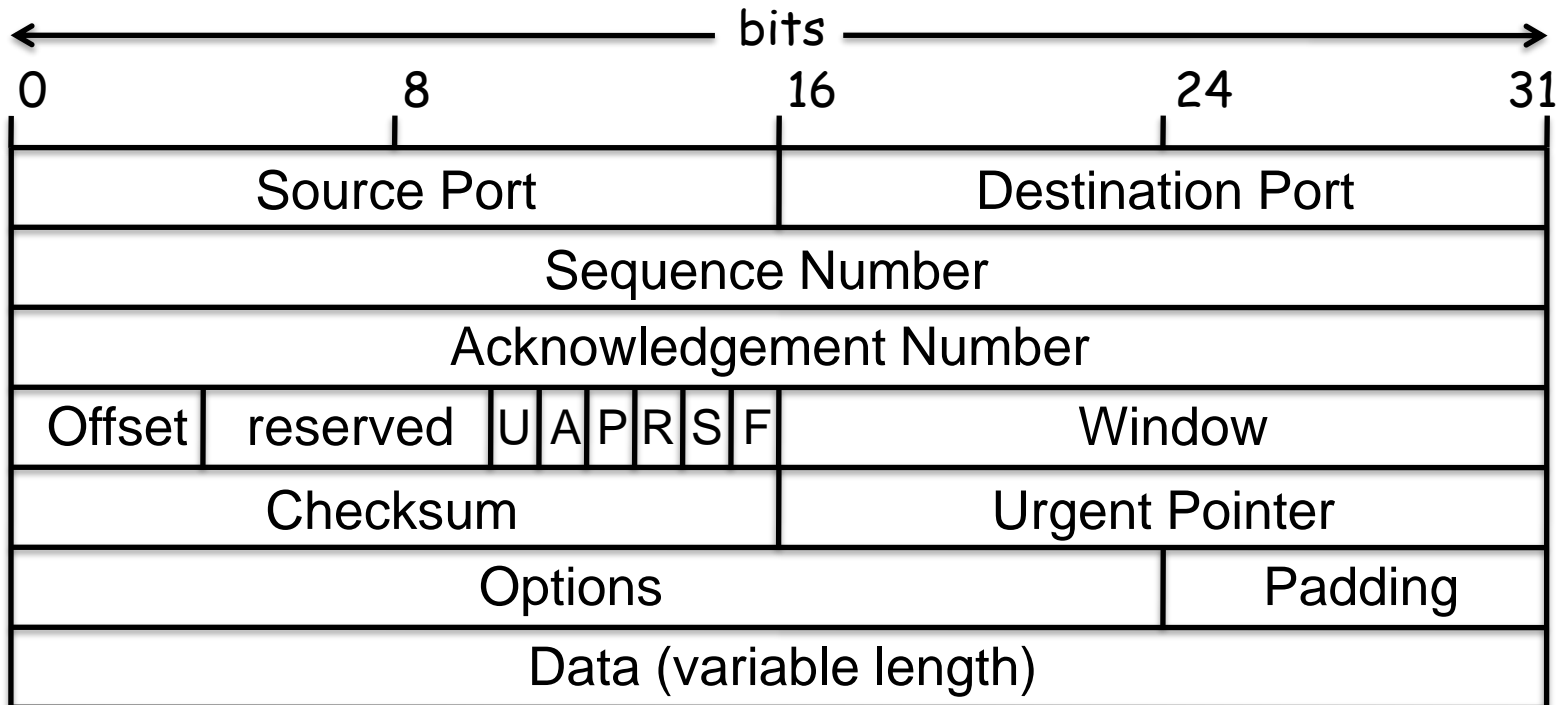 bits
0 8 16 24 31
Source Port Destination Port
Sequence Number
Acknowledgement Number
Offset reserved U A P R S F Window
Checksum Urgent Pointer
Options Padding
Data (variable length)